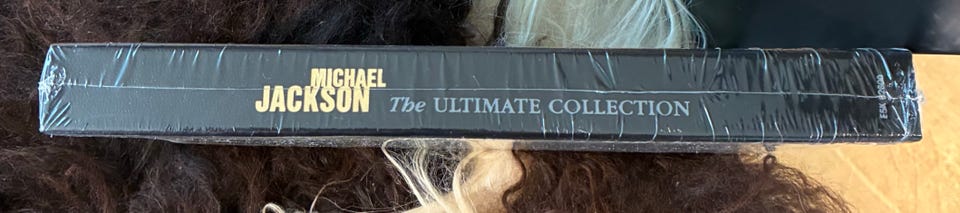 MICHAEL
JACKSON The ULTIMATE COLLECTION